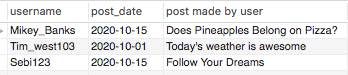 username post_date post made by user
Mikey_Banks 2020-10-15 Does Pineapples Belong on Pizza?
Tim_west103 2020-10-01 Today's weather is awesome
Sebi123 2020-10-15 Follow Your Dreams